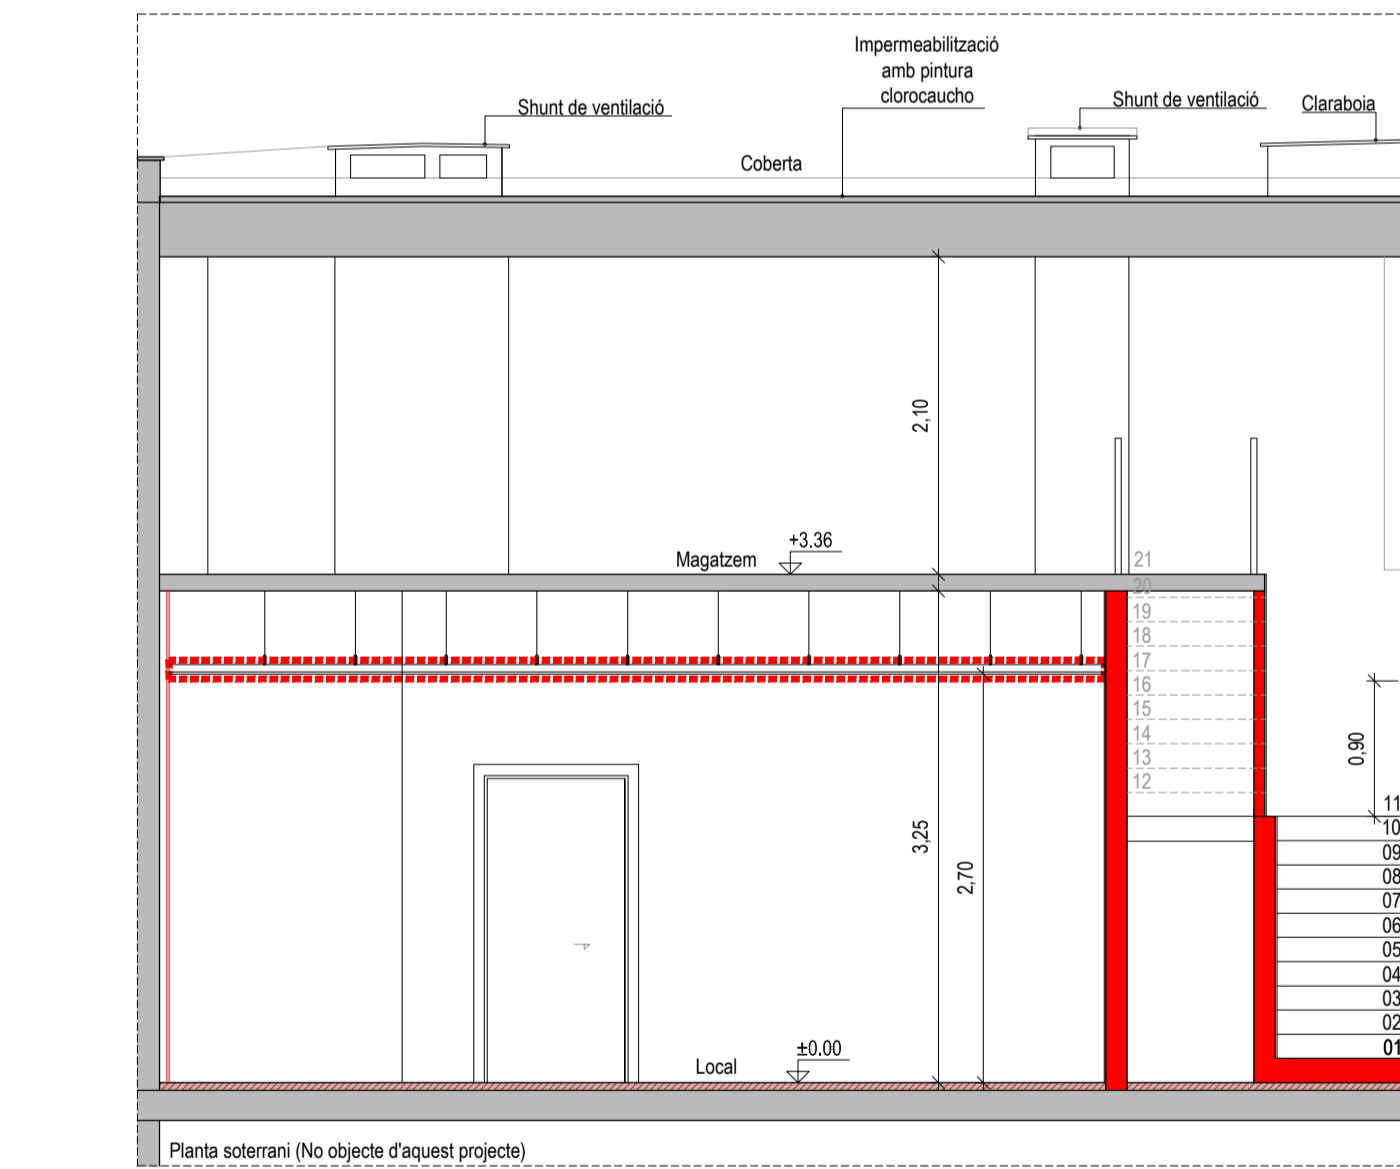 Impermeabilització
amb pintura
clorocaucho
Shunt de ventilació
Shunt de ventilació
Claraboia
Coberta
2,10
+3.36
Magatzem
21
20
19
18
17
16
15
14
13
12
0,90
11
10
09
08
07
06
05
04
03
02
01
3,25
2,70
±0.00
Local
Planta soterrani (No objecte d'aquest projecte)